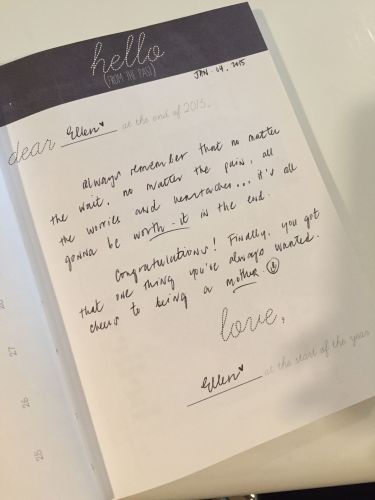 hello
(FROM THE PAST)
JAN. 04, 2015
dear Ellen at the end of 2015,
always remember that no matter
the wait, no matter the pain, all
the worries and heartaches... it's all
gonna be worth-it in the end.
Congratulations! Finally, you got
that one thing you've always wanted.
cheers to being a mother.
love,
Ellen at the start of the year
28
27
26
25